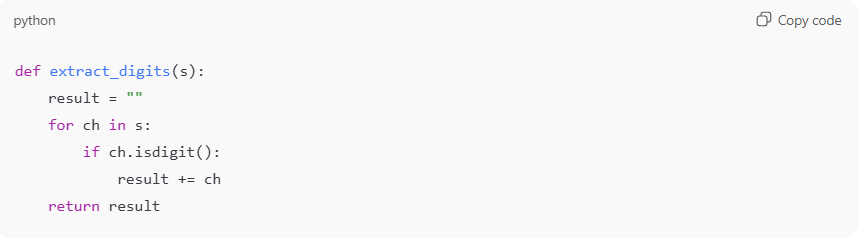 python
Copy code
def extract_digits(s):
    result = ""
    for ch in s:
        if ch.isdigit():
            result += ch
    return result